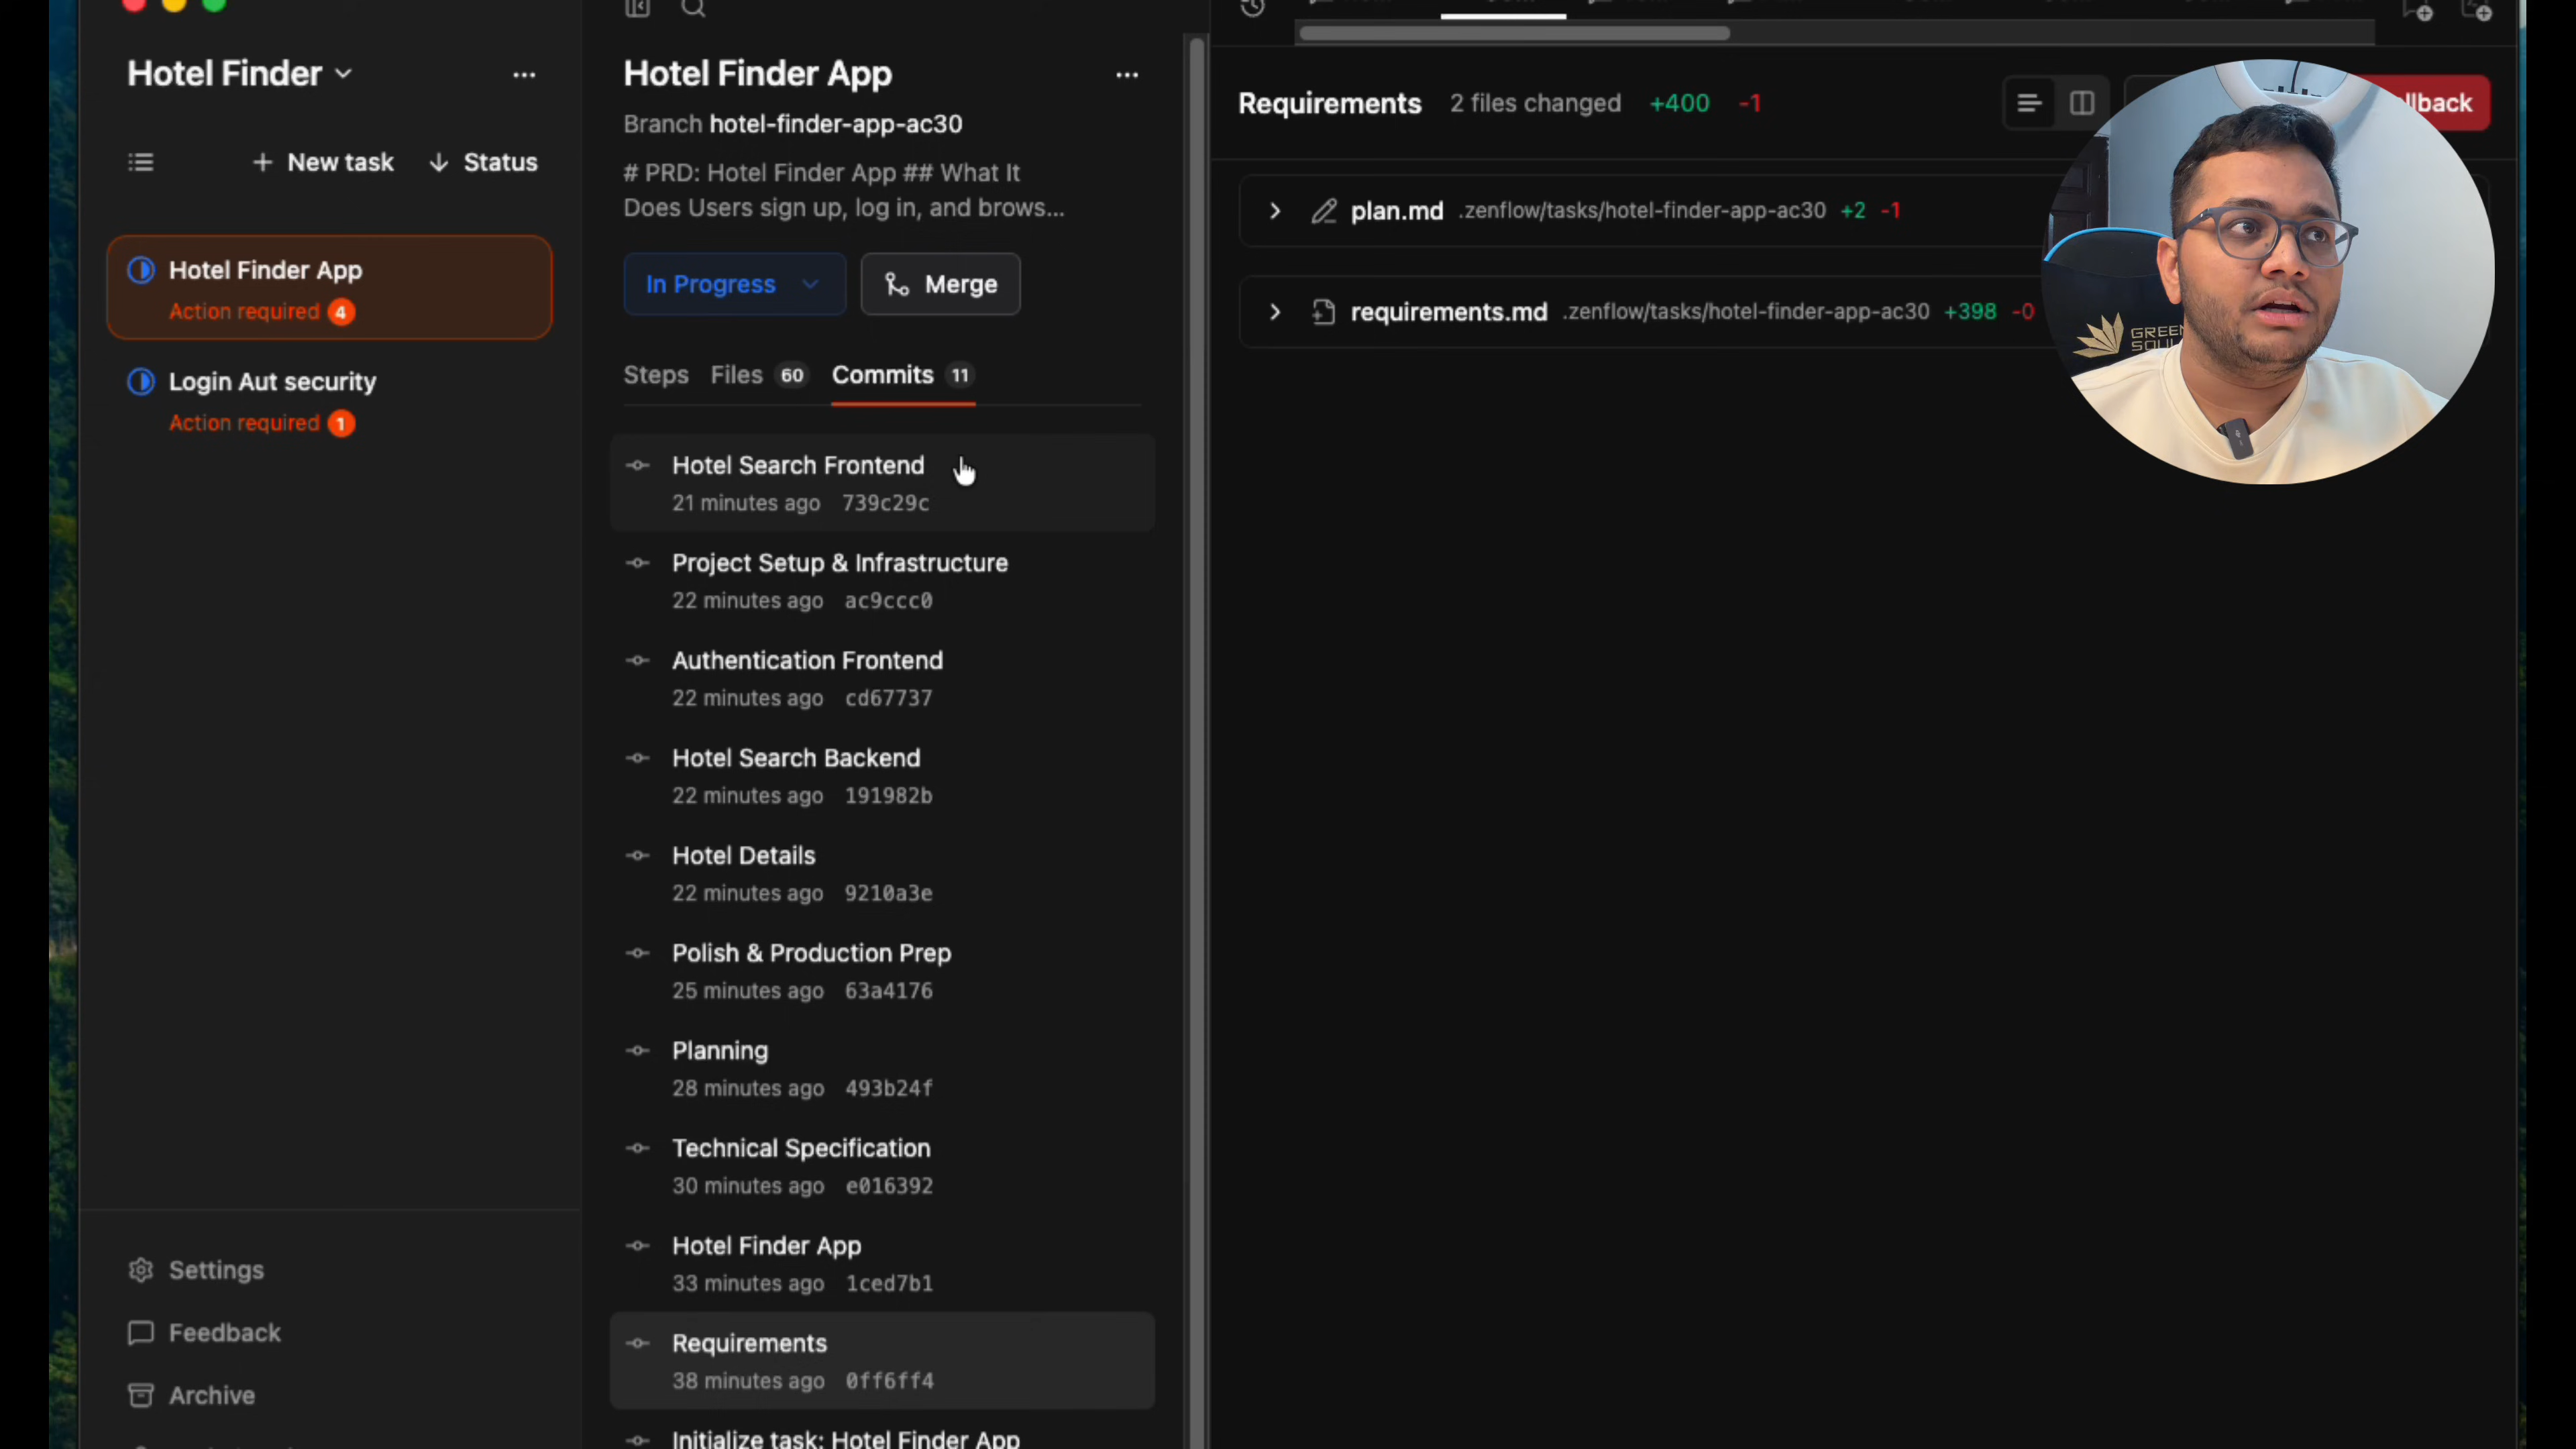 Hotel Finder
New task
Status
Hotel Finder App
Action required 4
Login Aut security
Action required 1
Settings
Feedback
Archive
Hotel Finder App
Branch hotel-finder-app-ac30
# PRD: Hotel Finder App ## What It
Does Users sign up, log in, and brows...
In Progress
Merge
Steps Files 60 Commits 11
Hotel Search Frontend
21 minutes ago 739c29c
Project Setup & Infrastructure
22 minutes ago ac9ccc0
Authentication Frontend
22 minutes ago cd67737
Hotel Search Backend
22 minutes ago 191982b
Hotel Details
22 minutes ago 9210a3e
Polish & Production Prep
25 minutes ago 63a4176
Planning
28 minutes ago 493b24f
Technical Specification
30 minutes ago e016392
Hotel Finder App
33 minutes ago 1ced7b1
Requirements
38 minutes ago 0ff6ff4
Initialize task: Hotel Finder App
Requirements 2 files changed +400 -1
llback
plan.md .zenflow/tasks/hotel-finder-app-ac30 +2 -1
requirements.md .zenflow/tasks/hotel-finder-app-ac30 +398 -0
GREEN
SOUL